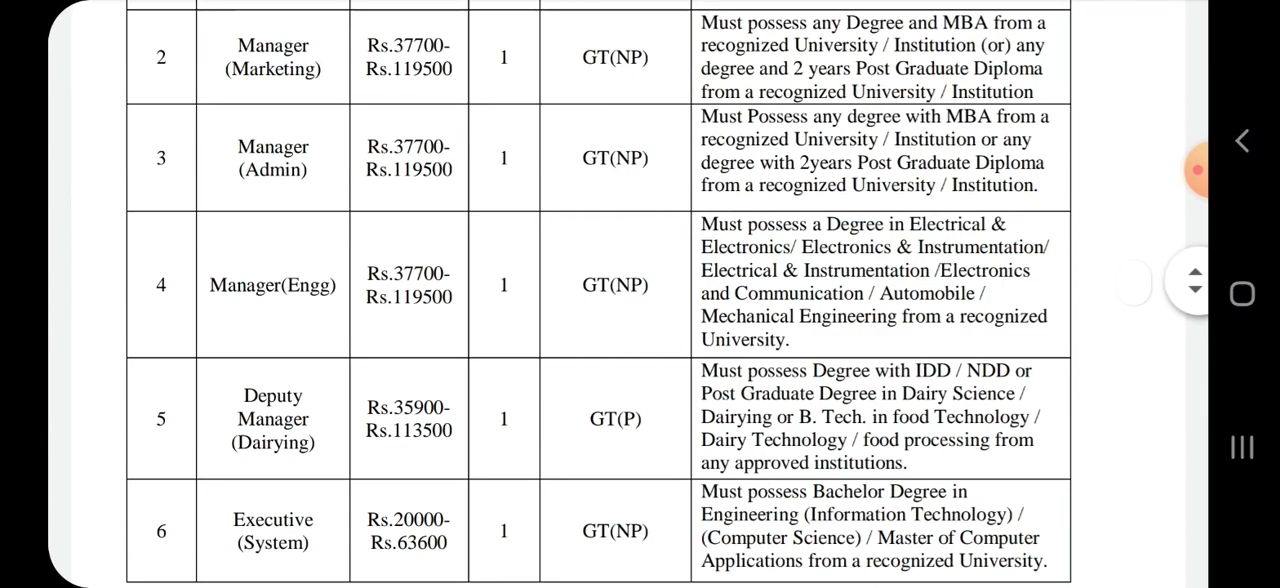 2
Manager
(Marketing)
Rs.37700-
Rs.119500
1
GT(NP)
Must possess any Degree and MBA from a
recognized University / Institution (or) any
degree and 2 years Post Graduate Diploma
from a recognized University / Institution
3
Manager
(Admin)
Rs.37700-
Rs.119500
1
GT(NP)
Must Possess any degree with MBA from a
recognized University / Institution or any
degree with 2years Post Graduate Diploma
from a recognized University / Institution.
4
Manager(Engg)
Rs.37700-
Rs.119500
1
GT(NP)
Must possess a Degree in Electrical &
Electronics/ Electronics & Instrumentation/
Electrical & Instrumentation /Electronics
and Communication / Automobile /
Mechanical Engineering from a recognized
University.
5
Deputy
Manager
(Dairying)
Rs.35900-
Rs.113500
1
GT(P)
Must possess Degree with IDD / NDD or
Post Graduate Degree in Dairy Science /
Dairying or B. Tech. in food Technology /
Dairy Technology / food processing from
any approved institutions.
6
Executive
(System)
Rs.20000-
Rs.63600
1
GT(NP)
Must possess Bachelor Degree in
Engineering (Information Technology) /
(Computer Science) / Master of Computer
Applications from a recognized University.